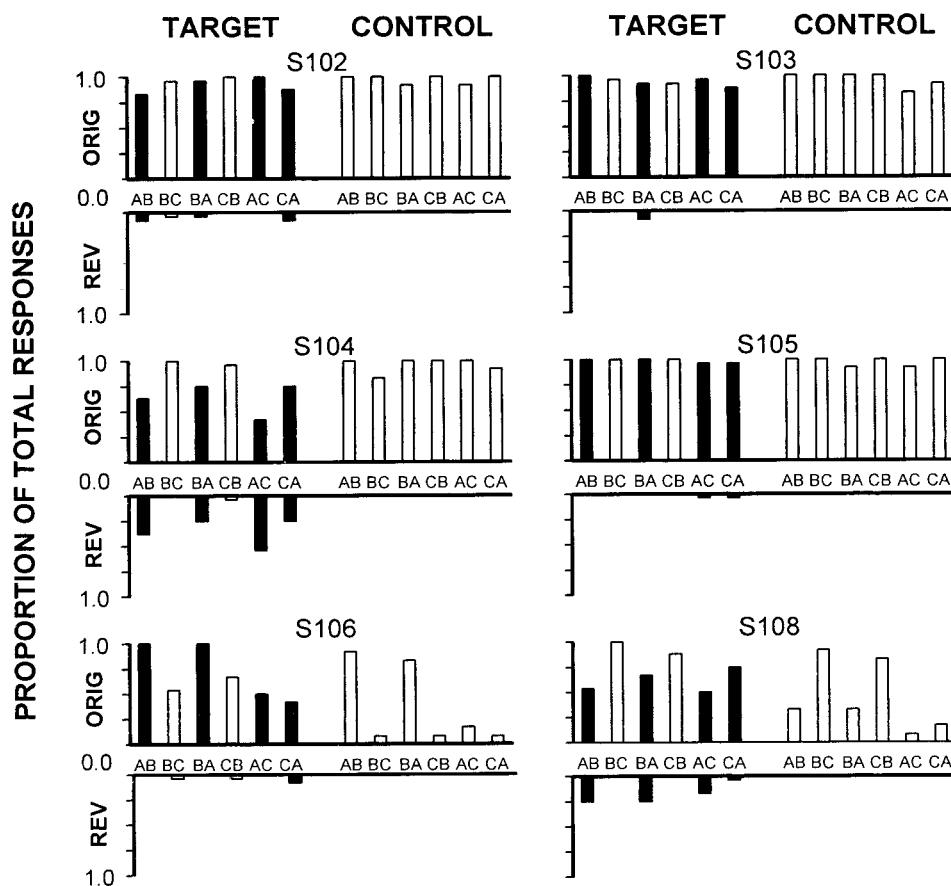 TARGET CONTROL TARGET CONTROL
S102 S103
1.0
ORIG
0.0 AB BC BA CB AC CA AB BC BA CB AC CA AB BC BA CB AC CA AB BC BA CB AC CA
REV
1.0
S104 S105
1.0
ORIG
0.0 AB BC BA CB AC CA AB BC BA CB AC CA AB BC BA CB AC CA AB BC BA CB AC CA
REV
1.0
S106 S108
1.0
ORIG
0.0 AB BC BA CB AC CA AB BC BA CB AC CA AB BC BA CB AC CA AB BC BA CB AC CA
REV
1.0
PROPORTION OF TOTAL RESPONSES